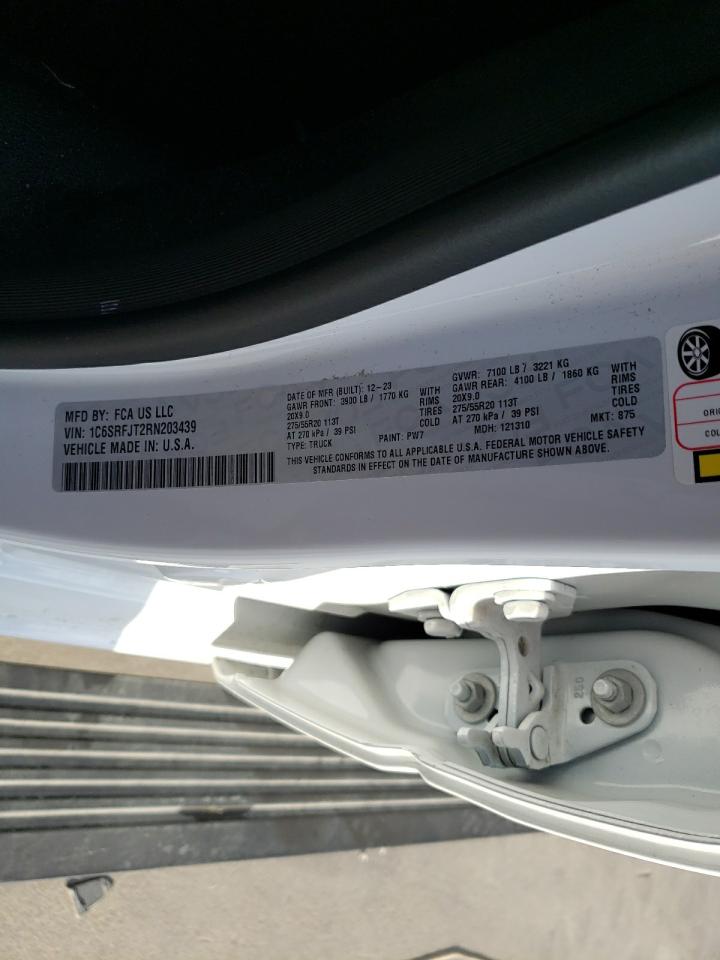 MFD BY: FCA US LLC
VIN: 1C6SRFJT2RN203439
VEHICLE MADE IN: U.S.A.
DATE OF MFR (BUILT): 12-23
GAWR FRONT: 3900 LB / 1770 KG WITH
20X9.0 RIMS
275/55R20 113T TIRES
AT 270 kPa / 39 PSI COLD
TYPE: TRUCK PAINT: PW7
GVWR: 7100 LB / 3221 KG
GAWR REAR: 4100 LB / 1860 KG WITH
20X9.0 RIMS
275/55R20 113T TIRES
AT 270 kPa / 39 PSI COLD
MDH: 121310 MKT: 875
THIS VEHICLE CONFORMS TO ALL APPLICABLE U.S.A. FEDERAL MOTOR VEHICLE SAFETY
STANDARDS IN EFFECT ON THE DATE OF MANUFACTURE SHOWN ABOVE.
ORI
COL
250